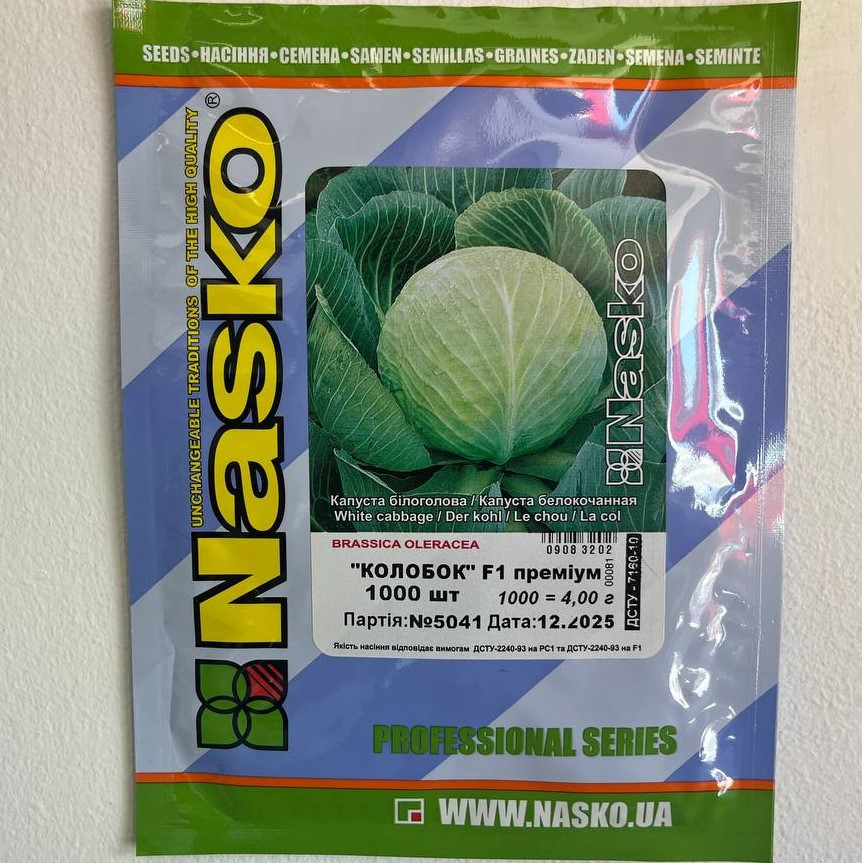 SEEDS•НАСІННЯ•СЕМЕНА•SAMEN•SEMILLAS•GRAINES•ZADEN•SEMENA•SEMINTE
UNCHANGEABLE TRADITIONS OF THE HIGH QUALITY
Nasko®
Nasko
Капуста білоголова / Капуста белокочанная
White cabbage / Der kohl / Le chou / La col
BRASSICA OLERACEA
0908 3202
"КОЛОБОК" F1 преміум
00081
1000 шт 1000 = 4,00 г
Партія:№5041 Дата:12.2025
ДСТУ - 7160-10
Якість насіння відповідає вимогам ДСТУ-2240-93 на РС1 та ДСТУ-2240-93 на F1
PROFESSIONAL SERIES
WWW.NASKO.UA